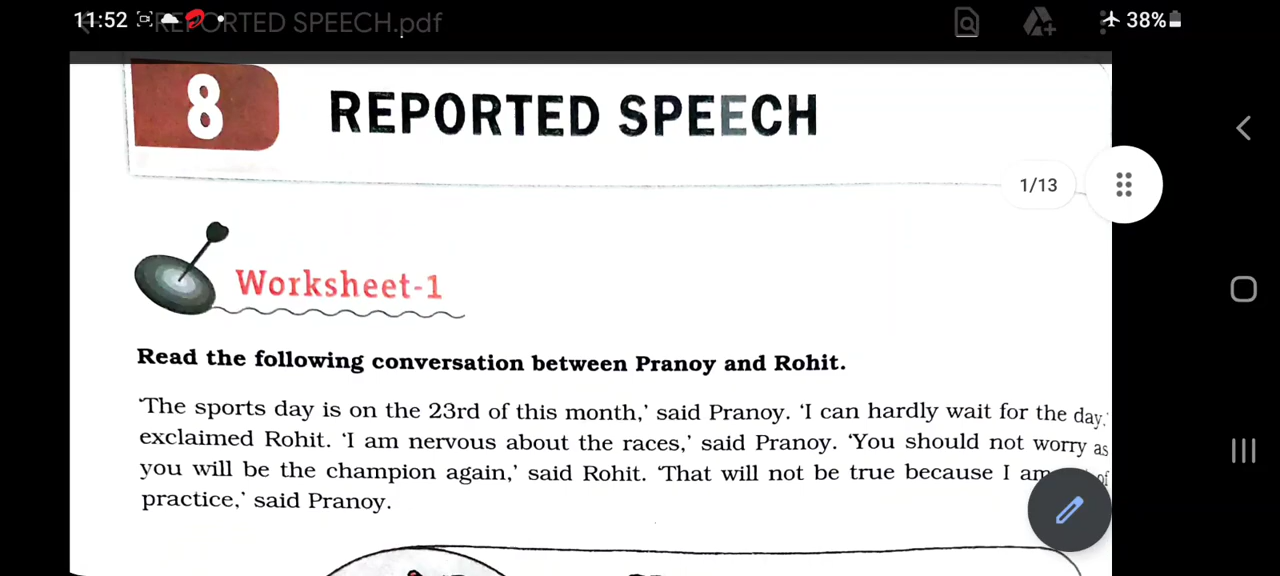 11:52
REPORTED SPEECH.pdf
38%
8
REPORTED SPEECH
1/13
Worksheet-1
Read the following conversation between Pranoy and Rohit.
‘The sports day is on the 23rd of this month,’ said Pranoy. ‘I can hardly wait for the day.’
exclaimed Rohit. ‘I am nervous about the races,’ said Pranoy. ‘You should not worry as
you will be the champion again,’ said Rohit. ‘That will not be true because I am of
practice,’ said Pranoy.